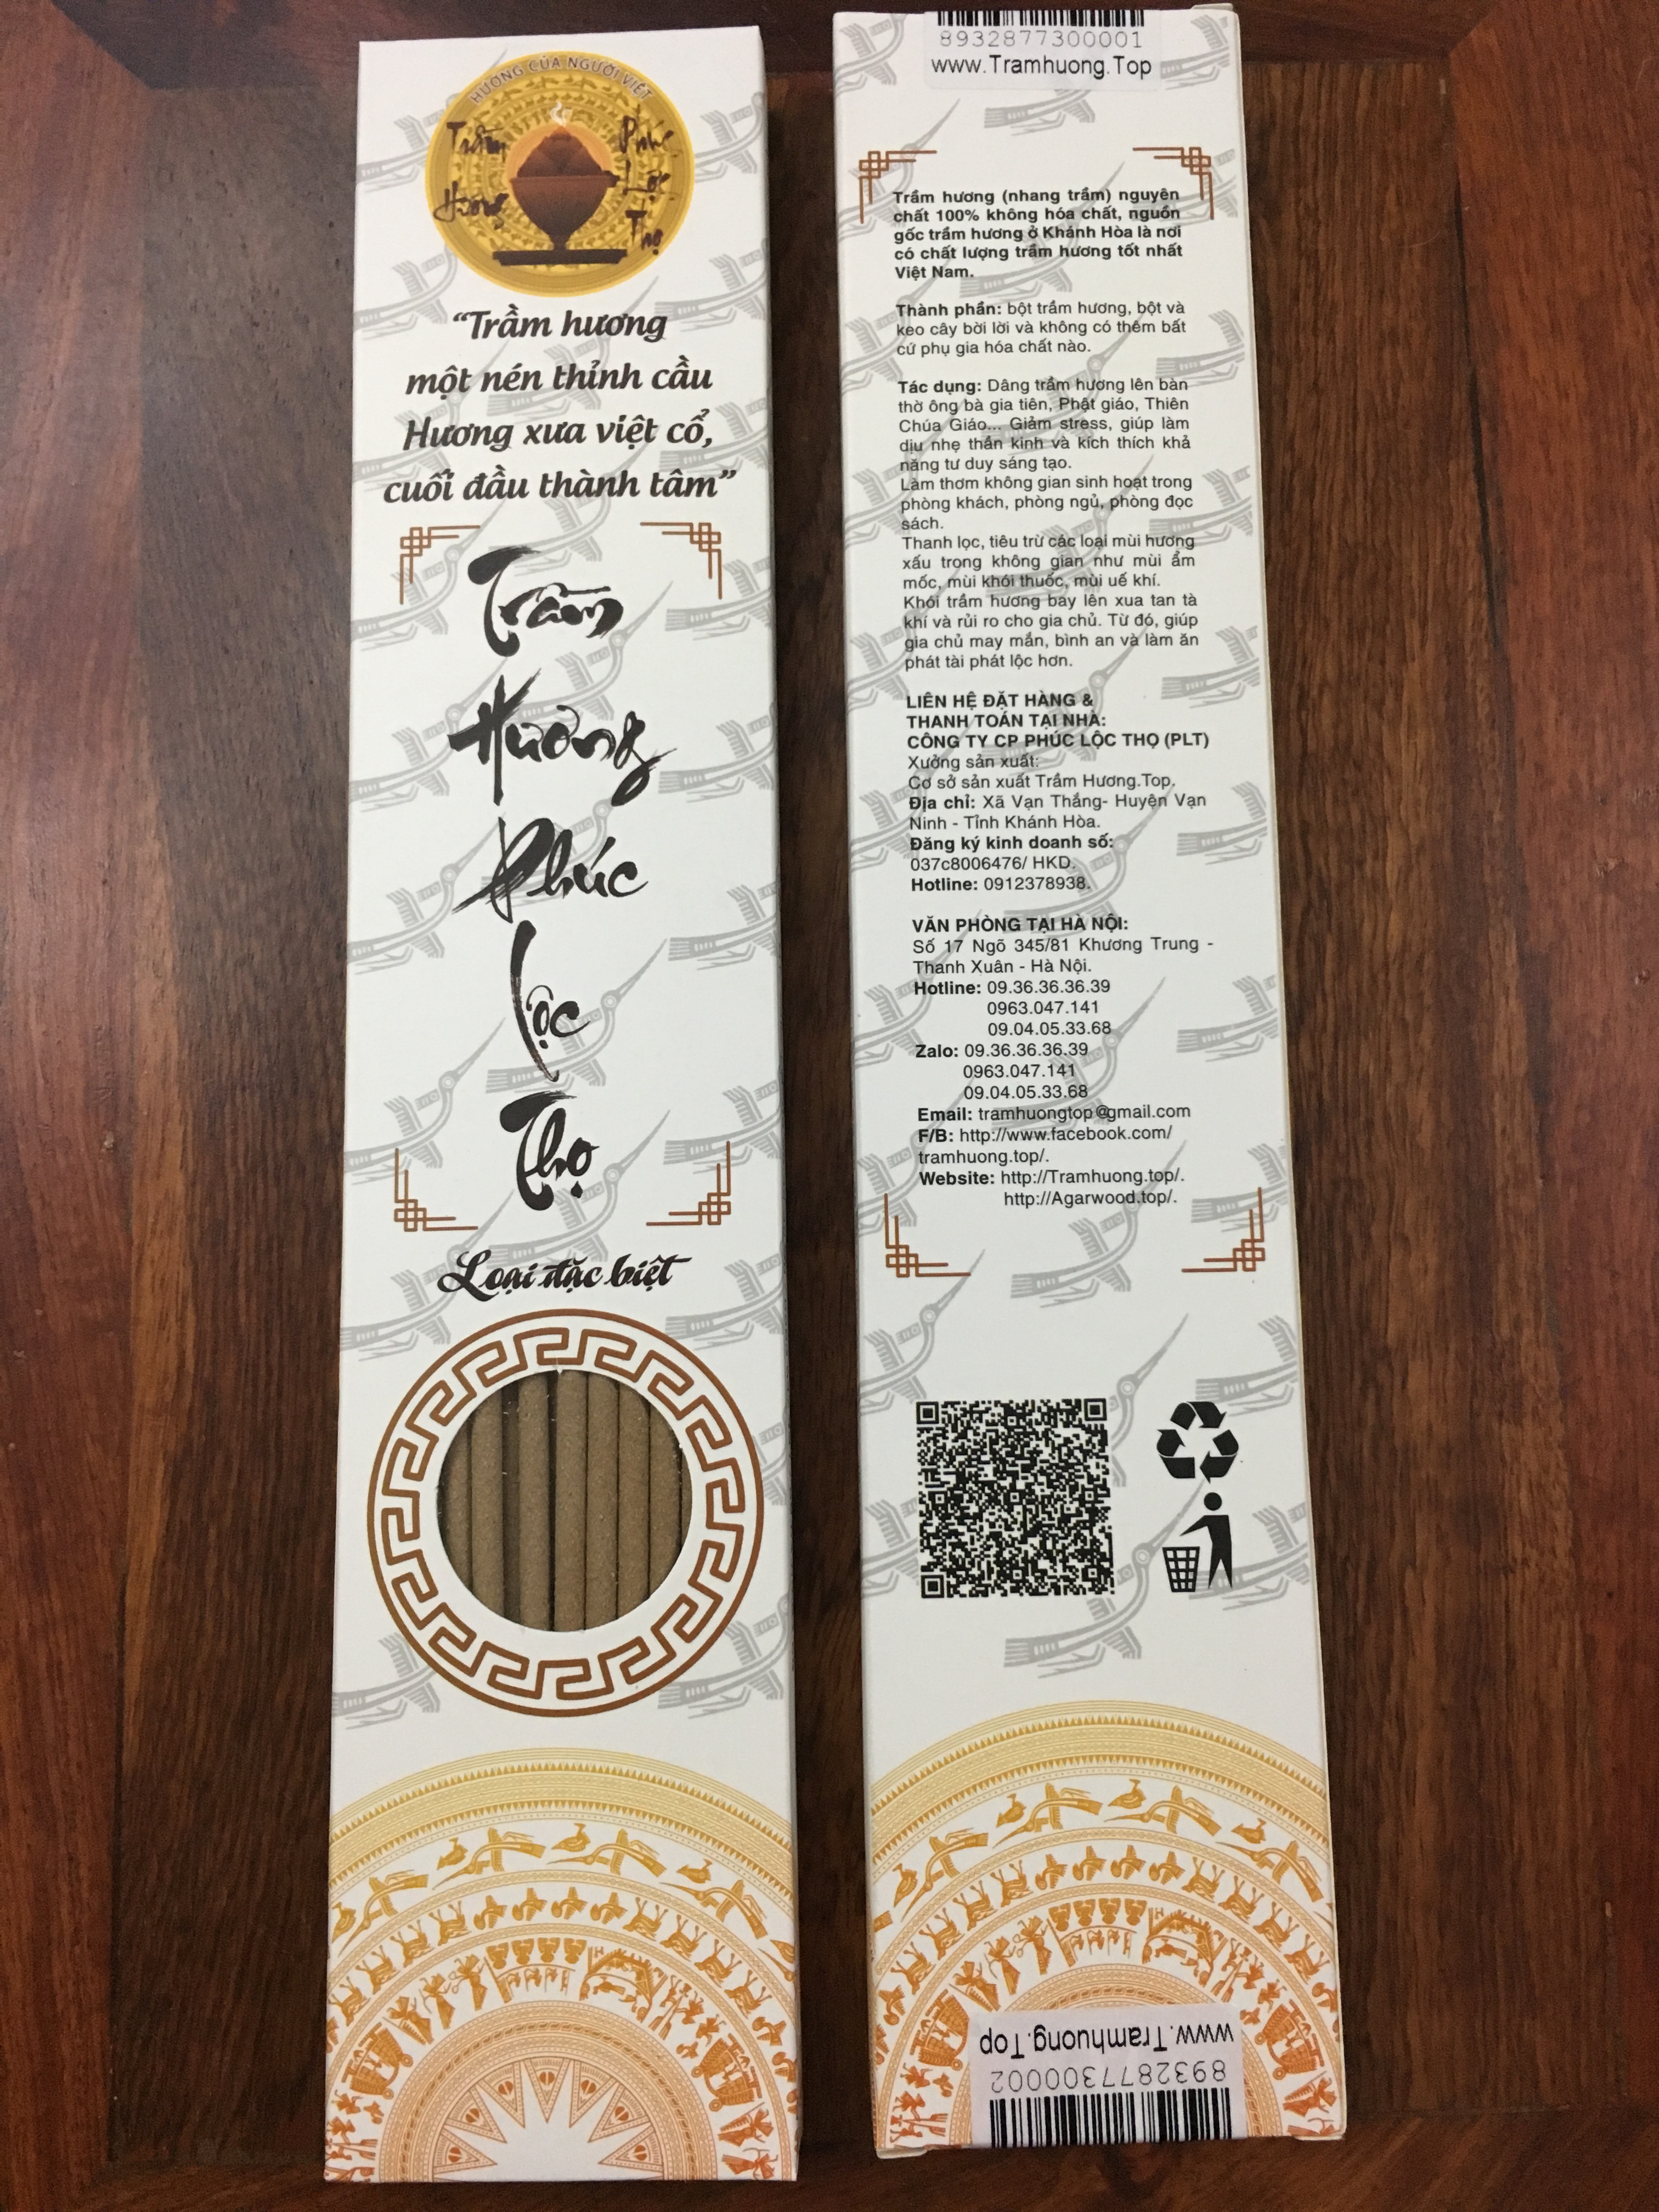 HƯƠNG CỦA NGƯỜI VIỆT
Trầm
Hương
Phúc
Lộc
Thọ
“Trầm hương
một nén thỉnh cầu
Hương xưa việt cổ,
cuối đầu thành tâm”
Trầm
Hương
Phúc
Lộc
Thọ
Loại đặc biệt
8932877300001
www.Tramhuong.Top
Trầm hương (nhang trầm) nguyên
chất 100% không hóa chất, nguồn
gốc trầm hương ở Khánh Hòa là nơi
có chất lượng trầm hương tốt nhất
Việt Nam.
Thành phần: bột trầm hương, bột và
keo cây bời lời và không có thêm bất
cứ phụ gia hóa chất nào.
Tác dụng: Dâng trầm hương lên bàn
thờ ông bà gia tiên, Phật giáo, Thiên
Chúa Giáo... Giảm stress, giúp làm
dịu nhẹ thần kinh và kích thích khả
năng tư duy sáng tạo.
Làm thơm không gian sinh hoạt trong
phòng khách, phòng ngủ, phòng đọc
sách.
Thanh lọc, tiêu trừ các loại mùi hương
xấu trong không gian như mùi ẩm
mốc, mùi khói thuốc, mùi uế khí.
Khói trầm hương bay lên xua tan tà
khí và rủi ro cho gia chủ. Từ đó, giúp
gia chủ may mắn, bình an và làm ăn
phát tài phát lộc hơn.
LIÊN HỆ ĐẶT HÀNG &
THANH TOÁN TẠI NHÀ:
CÔNG TY CP PHÚC LỘC THỌ (PLT)
Xưởng sản xuất:
Cơ sở sản xuất Trầm Hương.Top.
Địa chỉ: Xã Vạn Thắng- Huyện Vạn
Ninh - Tỉnh Khánh Hòa.
Đăng ký kinh doanh số:
037c8006476/ HKD.
Hotline: 0912378938.
VĂN PHÒNG TẠI HÀ NỘI:
Số 17 Ngõ 345/81 Khương Trung -
Thanh Xuân - Hà Nội.
Hotline: 09.36.36.36.39
0963.047.141
09.04.05.33.68
Zalo: 09.36.36.36.39
0963.047.141
09.04.05.33.68
Email: tramhuongtop@gmail.com
F/B: http://www.facebook.com/
tramhuong.top/.
Website: http://Tramhuong.top/.
http://Agarwood.top/.
www.Tramhuong.Top
8932877300002